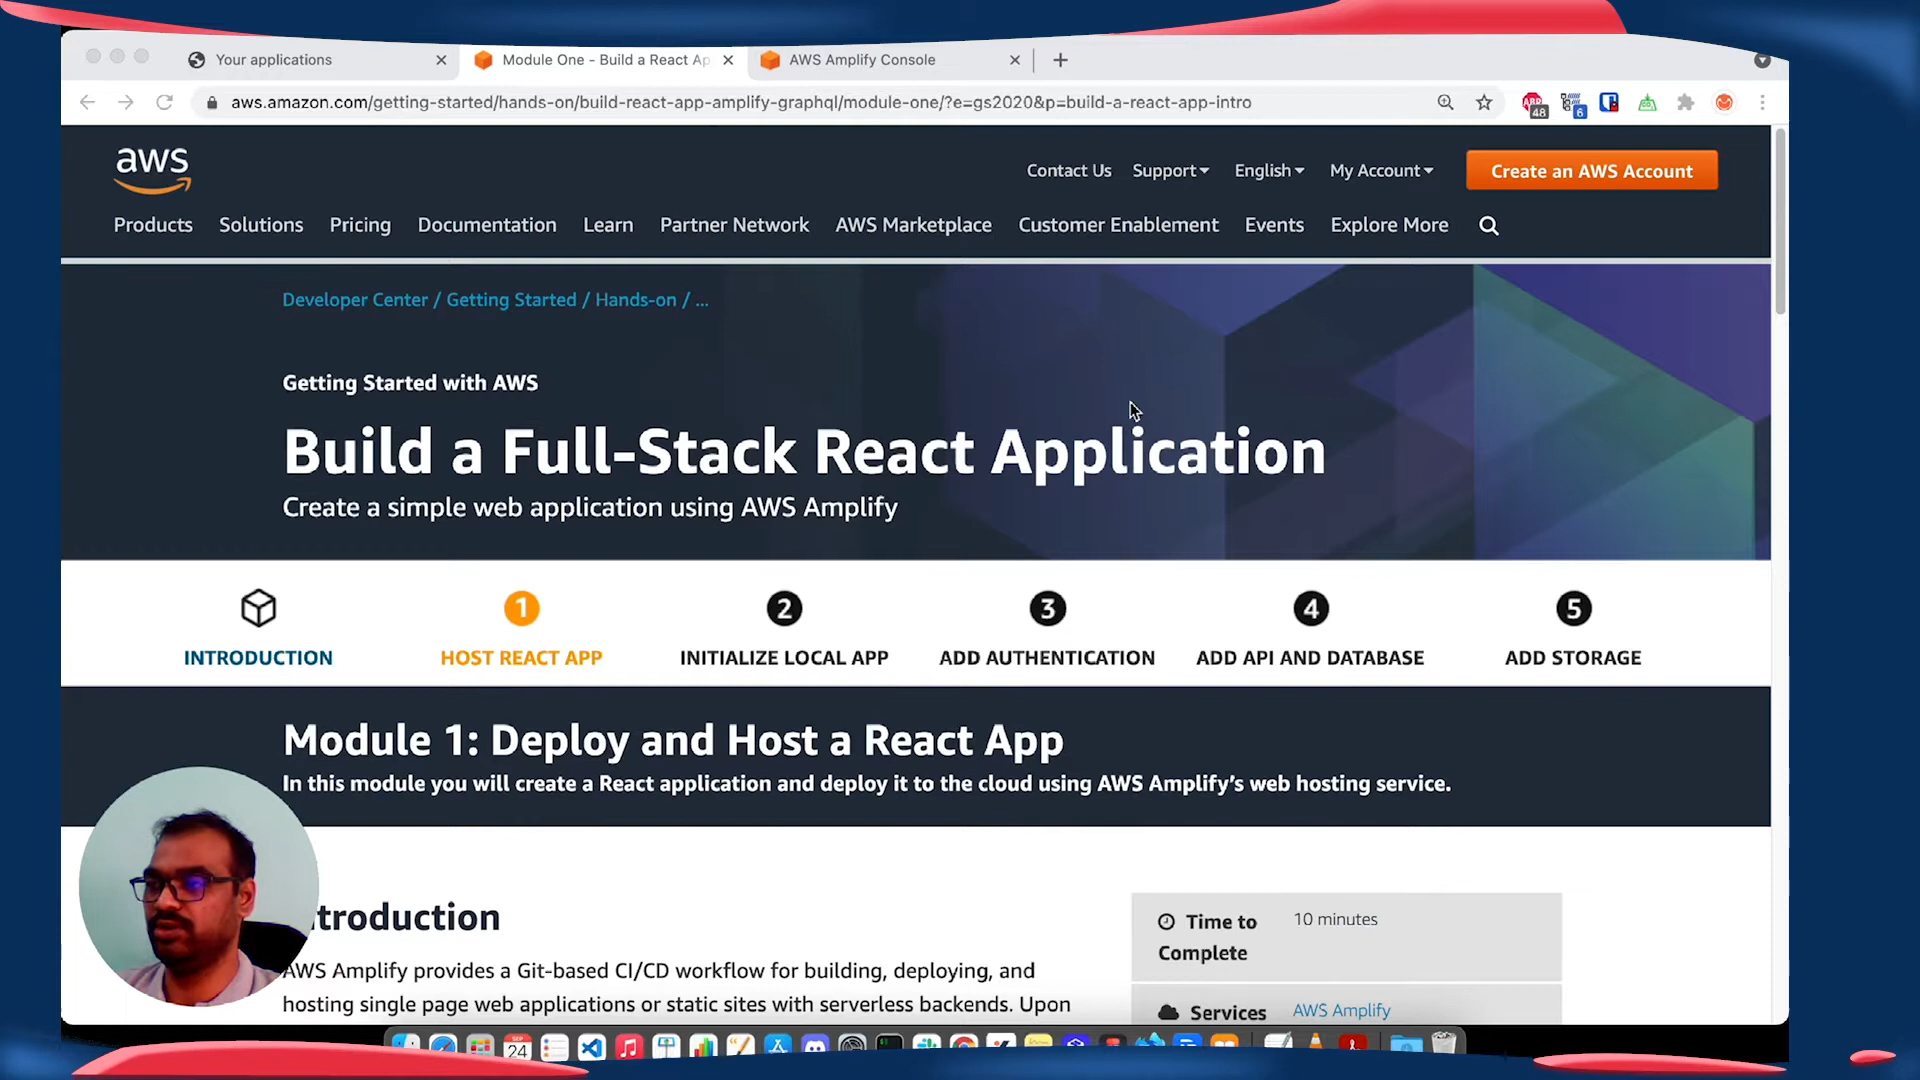 Your applications
Module One - Build a React Ap
AWS Amplify Console
aws.amazon.com/getting-started/hands-on/build-react-app-amplify-graphql/module-one/?e=gs2020&p=build-a-react-app-intro
ABP
48
6
aws
Contact Us
Support
English
My Account
Create an AWS Account
Products
Solutions
Pricing
Documentation
Learn
Partner Network
AWS Marketplace
Customer Enablement
Events
Explore More
Developer Center / Getting Started / Hands-on / ...
Getting Started with AWS
Build a Full-Stack React Application
Create a simple web application using AWS Amplify
1
2
3
4
5
INTRODUCTION
HOST REACT APP
INITIALIZE LOCAL APP
ADD AUTHENTICATION
ADD API AND DATABASE
ADD STORAGE
Module 1: Deploy and Host a React App
In this module you will create a React application and deploy it to the cloud using AWS Amplify's web hosting service.
troduction
AWS Amplify provides a Git-based CI/CD workflow for building, deploying, and
hosting single page web applications or static sites with serverless backends. Upon
Time to
Complete
10 minutes
Services
AWS Amplify
SEP
24